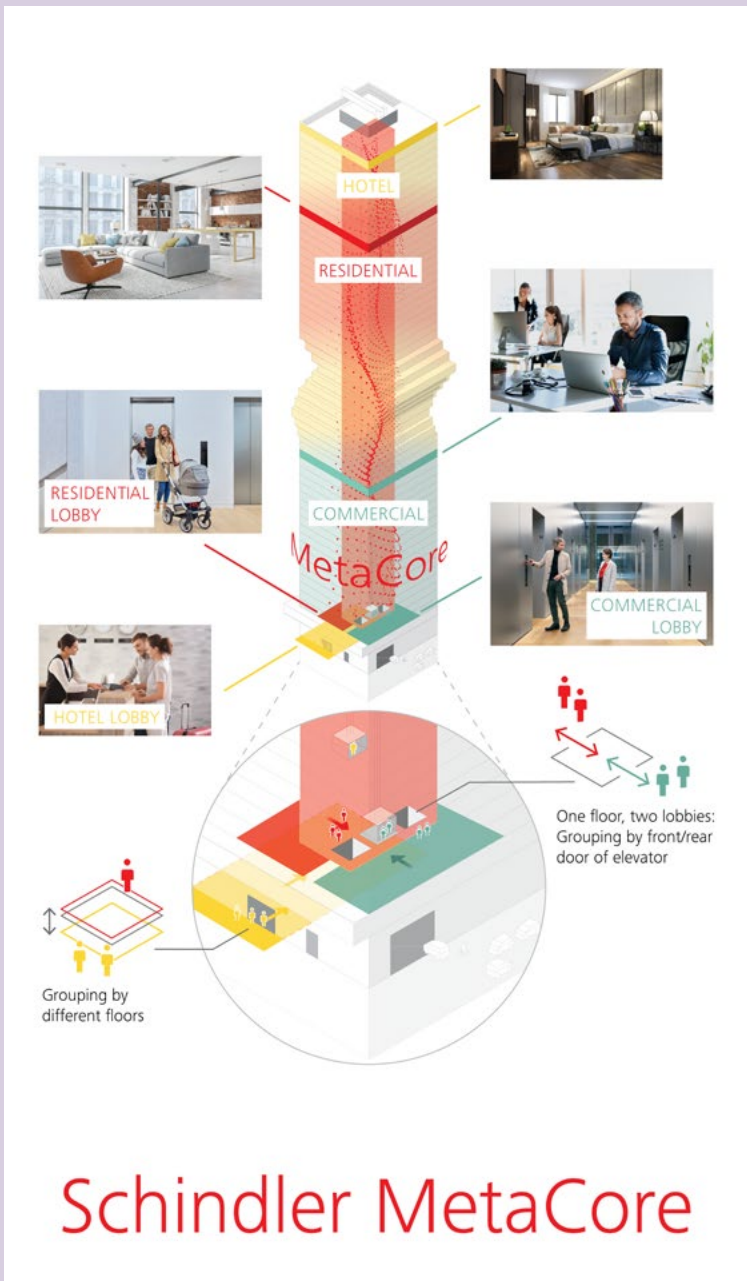 HOTEL
RESIDENTIAL
RESIDENTIAL
LOBBY
COMMERCIAL
MetaCore
COMMERCIAL
LOBBY
HOTEL LOBBY
One floor, two lobbies:
Grouping by front/rear
door of elevator
Grouping by
different floors
Schindler MetaCore